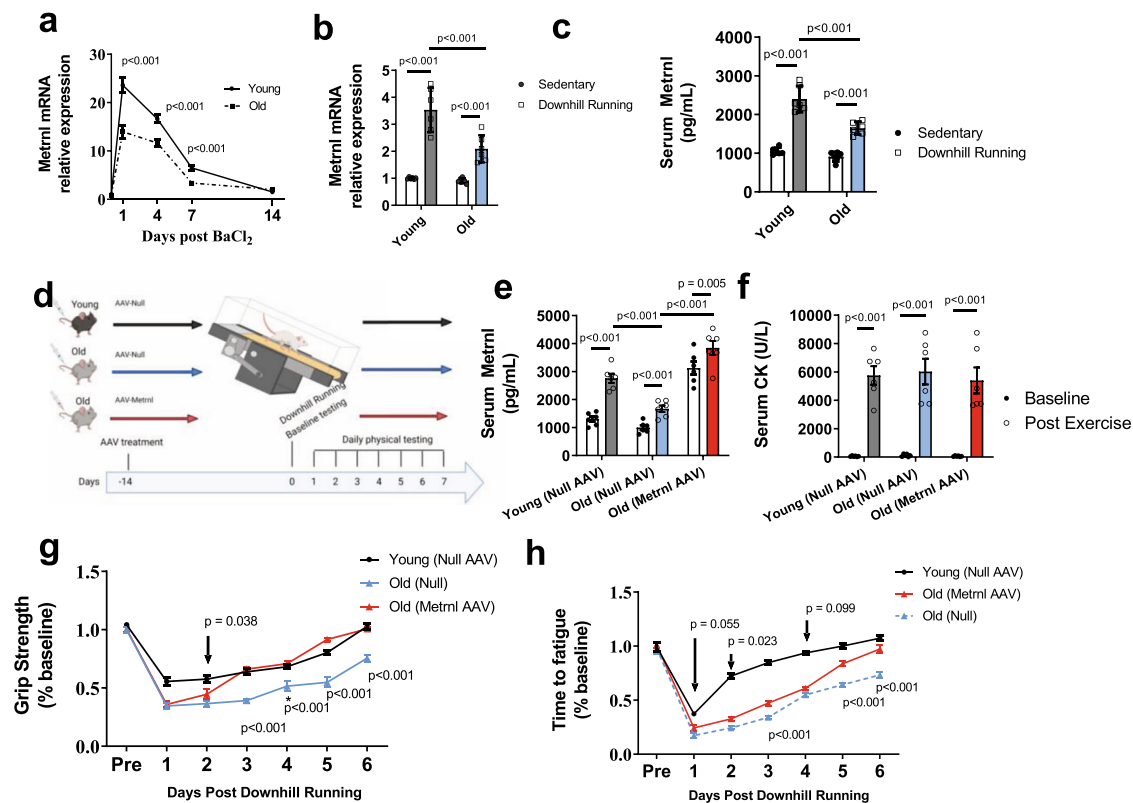 a
Metrnl mRNA
relative expression
30
20
10
0
p<0.001
p<0.001
p<0.001
Young
Old
1
4
7
14
Days post BaCl2
b
Metrnl mRNA
relative expression
5
4
3
2
1
0
p<0.001
p<0.001
p<0.001
Sedentary
Downhill Running
Young
Old
c
Serum Metrnl
(pg/mL)
4000
3000
2000
1000
0
p<0.001
p<0.001
p<0.001
Sedentary
Downhill Running
Young
Old
d
Young
AAV-Null
Old
AAV-Null
Old
AAV-Metrnl
AAV treatment
Downhill Running
Baseline testing
Daily physical testing
Days
-14
0
1
2
3
4
5
6
7
e
Serum Metrnl
(pg/mL)
5000
4000
3000
2000
1000
0
p = 0.005
p<0.001
p<0.001
p<0.001
p<0.001
Young (Null AAV)
Old (Null AAV)
Old (Metrnl AAV)
f
Serum CK (U/L)
10000
8000
6000
4000
2000
0
p<0.001
p<0.001
p<0.001
Baseline
Post Exercise
Young (Null AAV)
Old (Null AAV)
Old (Metrnl AAV)
g
Grip Strength
(% baseline)
1.5
1.0
0.5
0.0
Young (Null AAV)
Old (Null)
Old (Metrnl AAV)
p = 0.038
p<0.001
*
p<0.001
p<0.001
p<0.001
Pre
1
2
3
4
5
6
Days Post Downhill Running
h
Time to fatigue
(% baseline)
1.5
1.0
0.5
0.0
Young (Null AAV)
Old (Metrnl AAV)
Old (Null)
p = 0.055
p = 0.023
p = 0.099
p<0.001
p<0.001
p<0.001
Pre
1
2
3
4
5
6
Days Post Downhill Running